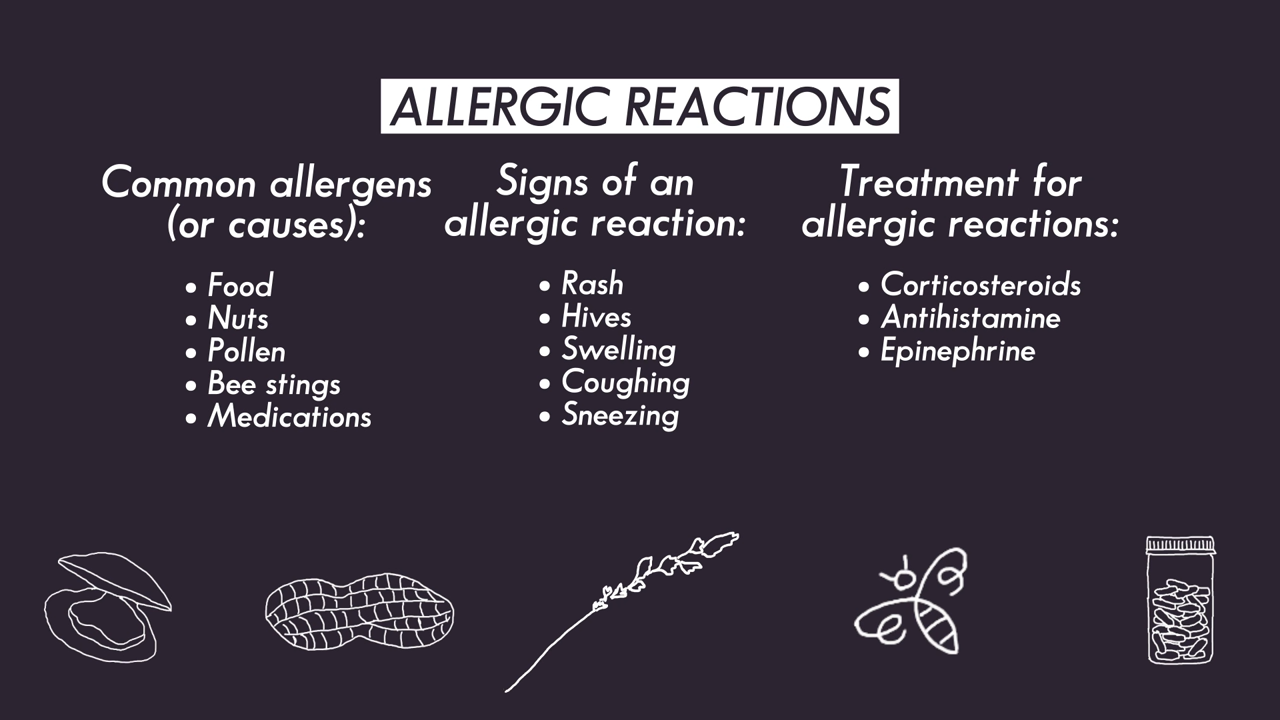 ALLERGIC REACTIONS
Common allergens
(or causes):
• Food
• Nuts
• Pollen
• Bee stings
• Medications
Signs of an
allergic reaction:
• Rash
• Hives
• Swelling
• Coughing
• Sneezing
Treatment for
allergic reactions:
• Corticosteroids
• Antihistamine
• Epinephrine